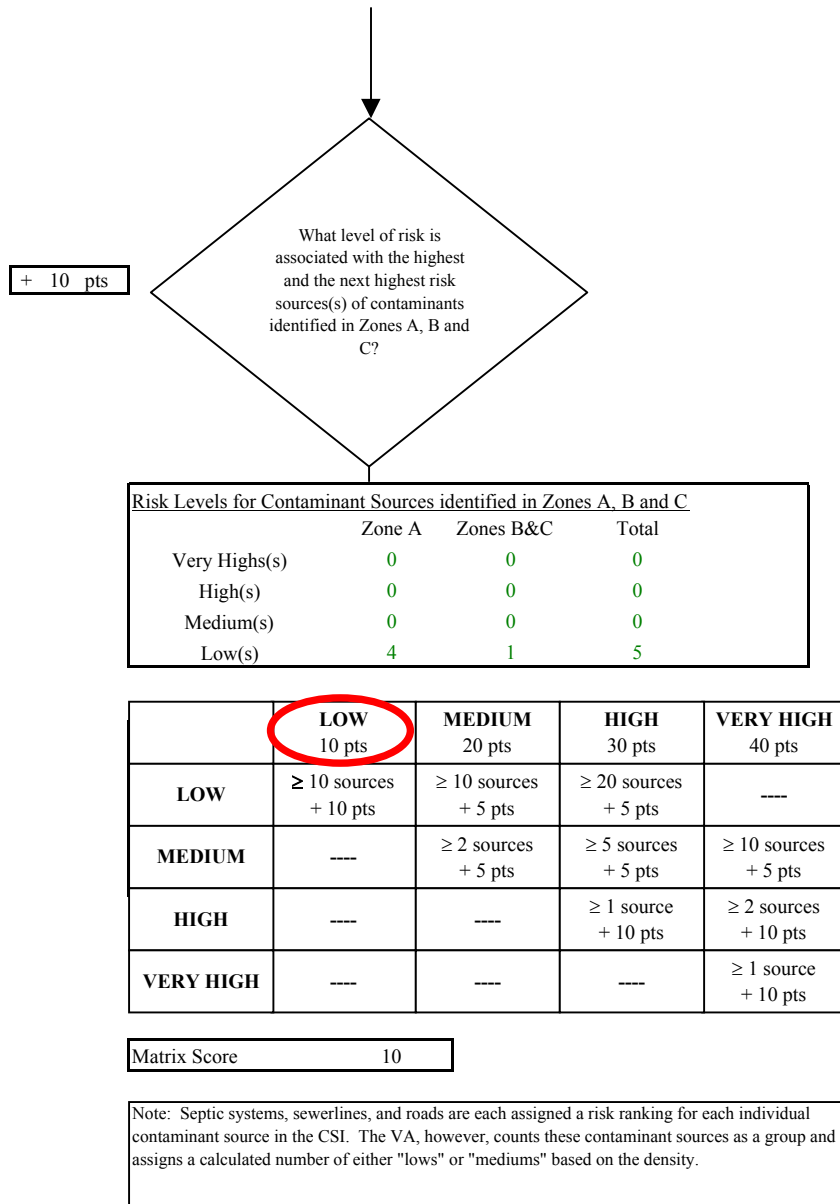 What level of risk is
associated with the highest
and the next highest risk
sources(s) of contaminants
identified in Zones A, B and
C?
+ 10 pts
Risk Levels for Contaminant Sources identified in Zones A, B and C
Zone A Zones B&C Total
Very Highs(s) 0 0 0
High(s) 0 0 0
Medium(s) 0 0 0
Low(s) 4 1 5
LOW MEDIUM HIGH VERY HIGH
10 pts 20 pts 30 pts 40 pts
LOW ≥ 10 sources ≥ 10 sources ≥ 20 sources ----
+ 10 pts + 5 pts + 5 pts
MEDIUM ---- ≥ 2 sources ≥ 5 sources ≥ 10 sources
+ 5 pts + 5 pts + 5 pts
HIGH ---- ---- ≥ 1 source ≥ 2 sources
+ 10 pts + 10 pts
VERY HIGH ---- ---- ---- ≥ 1 source
+ 10 pts
Matrix Score 10
Note: Septic systems, sewerlines, and roads are each assigned a risk ranking for each individual
contaminant source in the CSI. The VA, however, counts these contaminant sources as a group and
assigns a calculated number of either "lows" or "mediums" based on the density.